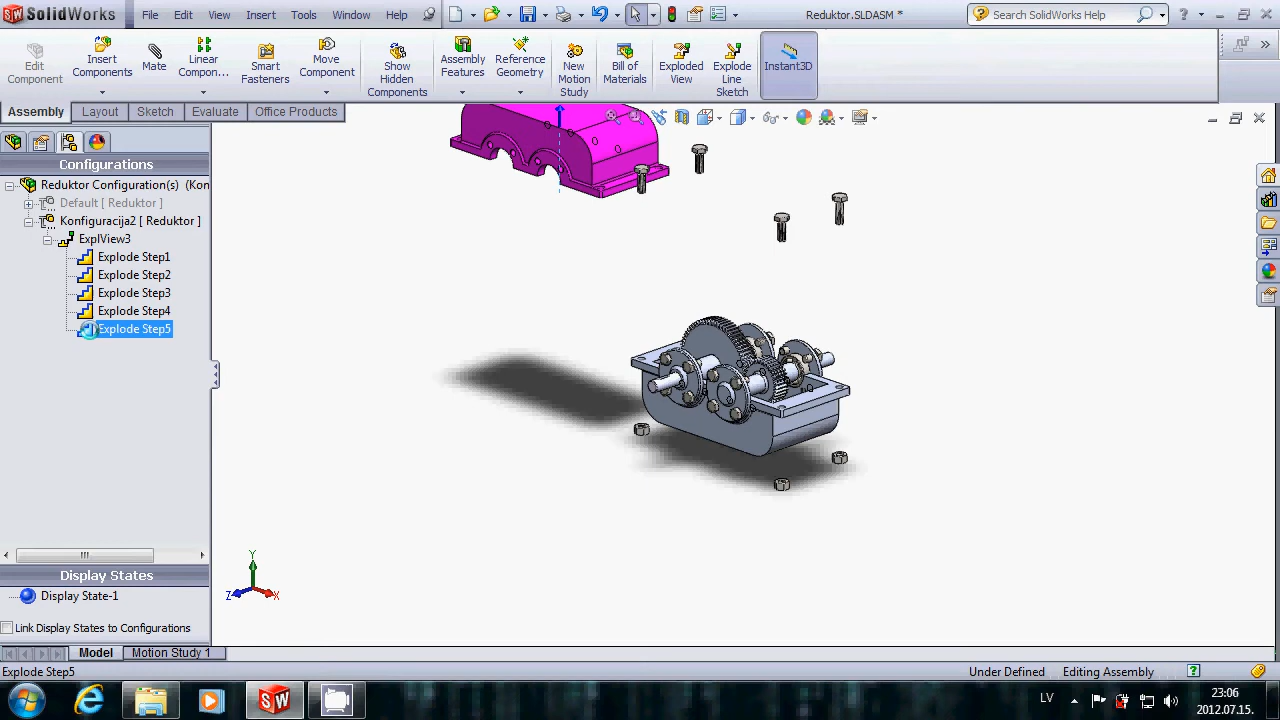 SolidWorks File Edit View Insert Tools Window Help Reduktor.SLDASM * Search SolidWorks Help
Edit Component
Insert Components
Mate
Linear Compon...
Smart Fasteners
Move Component
Show Hidden Components
Assembly Features
Reference Geometry
New Motion Study
Bill of Materials
Exploded View
Explode Line Sketch
Instant3D
Assembly Layout Sketch Evaluate Office Products
Configurations
Reduktor Configuration(s) (Kon
Default [ Reduktor ]
Konfiguracija2 [ Reduktor ]
ExplView3
Explode Step1
Explode Step2
Explode Step3
Explode Step4
Explode Step5
Y
Z X
Display States
Display State-1
Link Display States to Configurations
Model Motion Study 1
Explode Step5 Under Defined Editing Assembly
LV 23:06
2012.07.15.